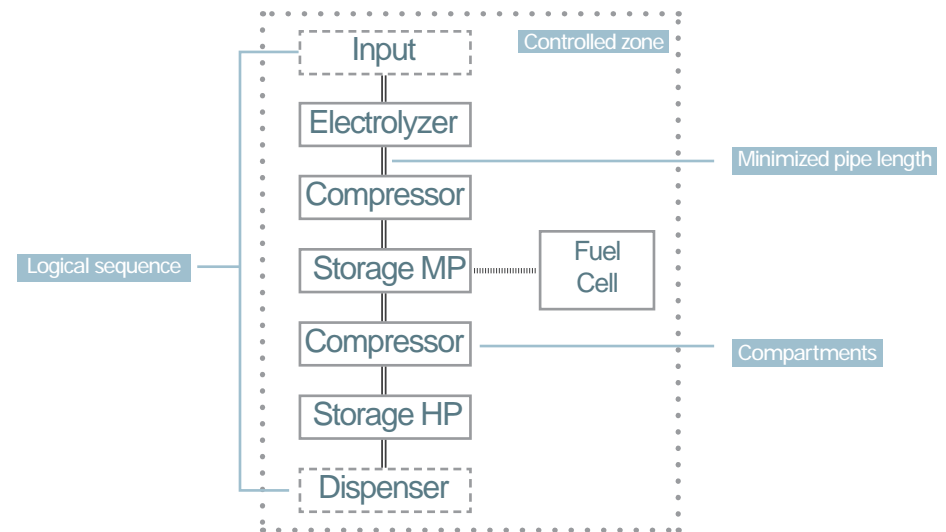 Input
Controlled zone
Electrolyzer
Minimized pipe length
Compressor
Logical sequence
Storage MP
Fuel
Cell
Compressor
Compartments
Storage HP
Dispenser